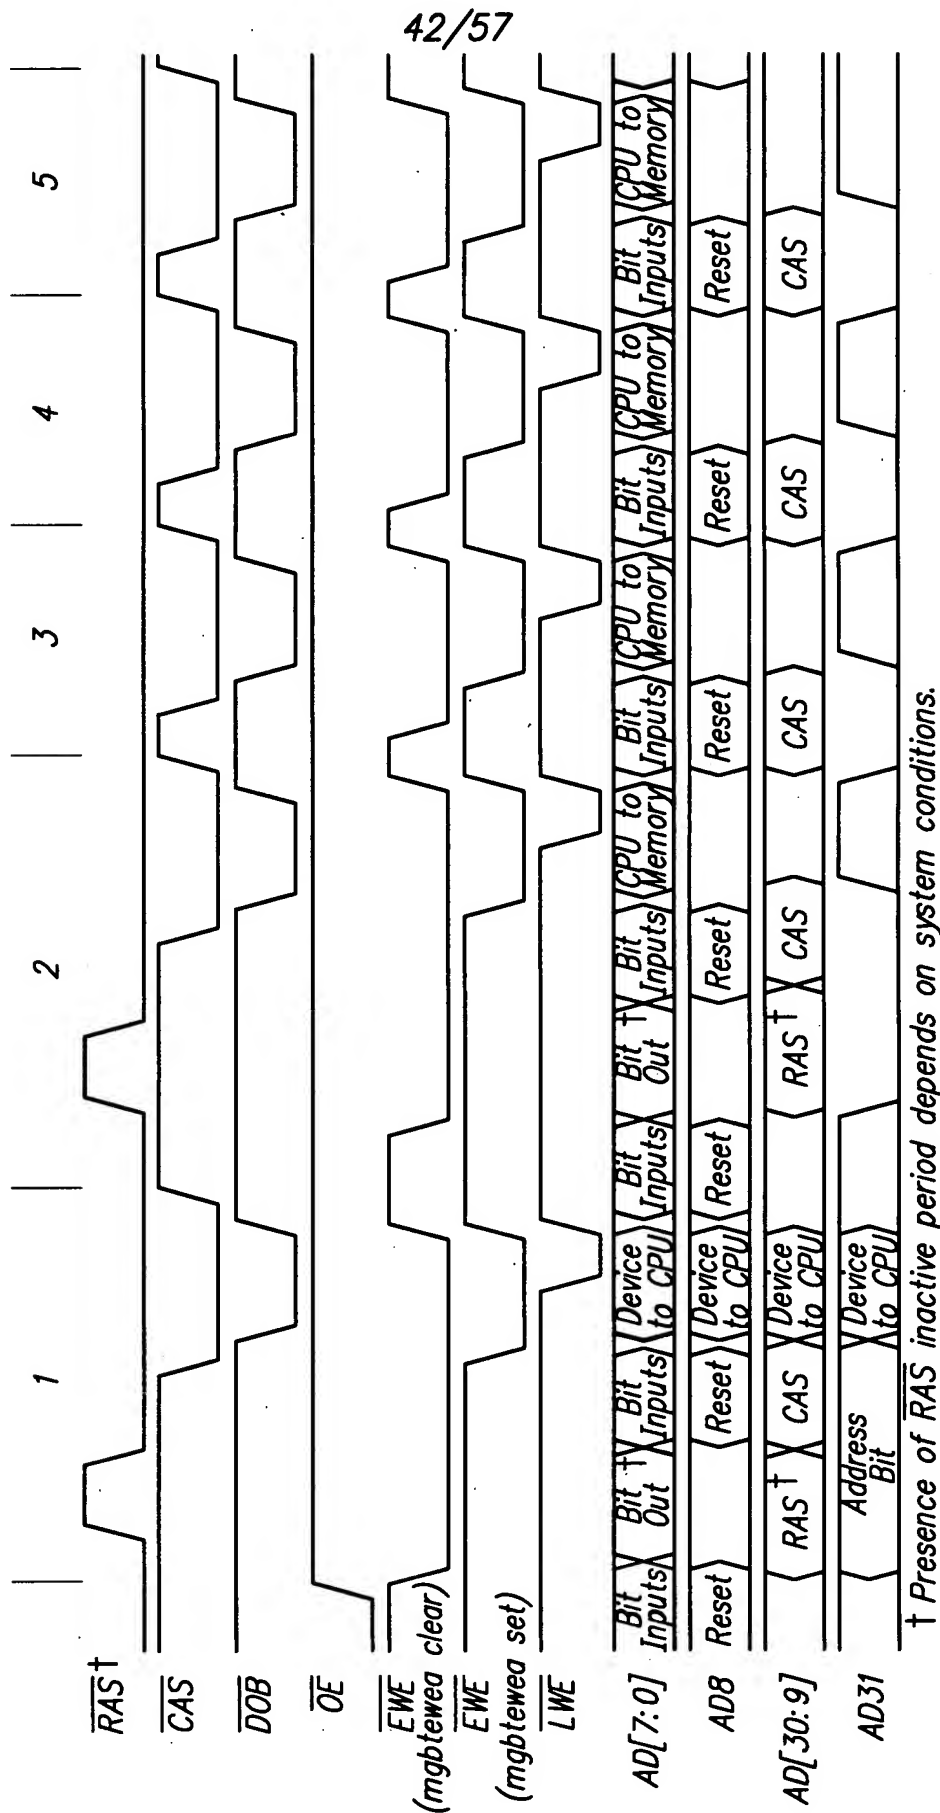 42/57
1 2 3 4 5
RAS†
CAS
DOB
OE
EWE
(mgbtewea clear)
EWE
(mgbtewea set)
LWE
AD[7:0] Bit Inputs Bit Out † Bit Inputs Device to CPU Bit Inputs Bit Out † Bit Inputs CPU to Memory Bit Inputs CPU to Memory Bit Inputs CPU to Memory Bit Inputs CPU to Memory
AD8 Reset Reset Device to CPU Reset Reset Reset Reset Reset
AD[30:9] RAS† CAS Device to CPU RAS† CAS CAS CAS CAS
AD31 Address Bit Device to CPU
† Presence of RAS inactive period depends on system conditions.